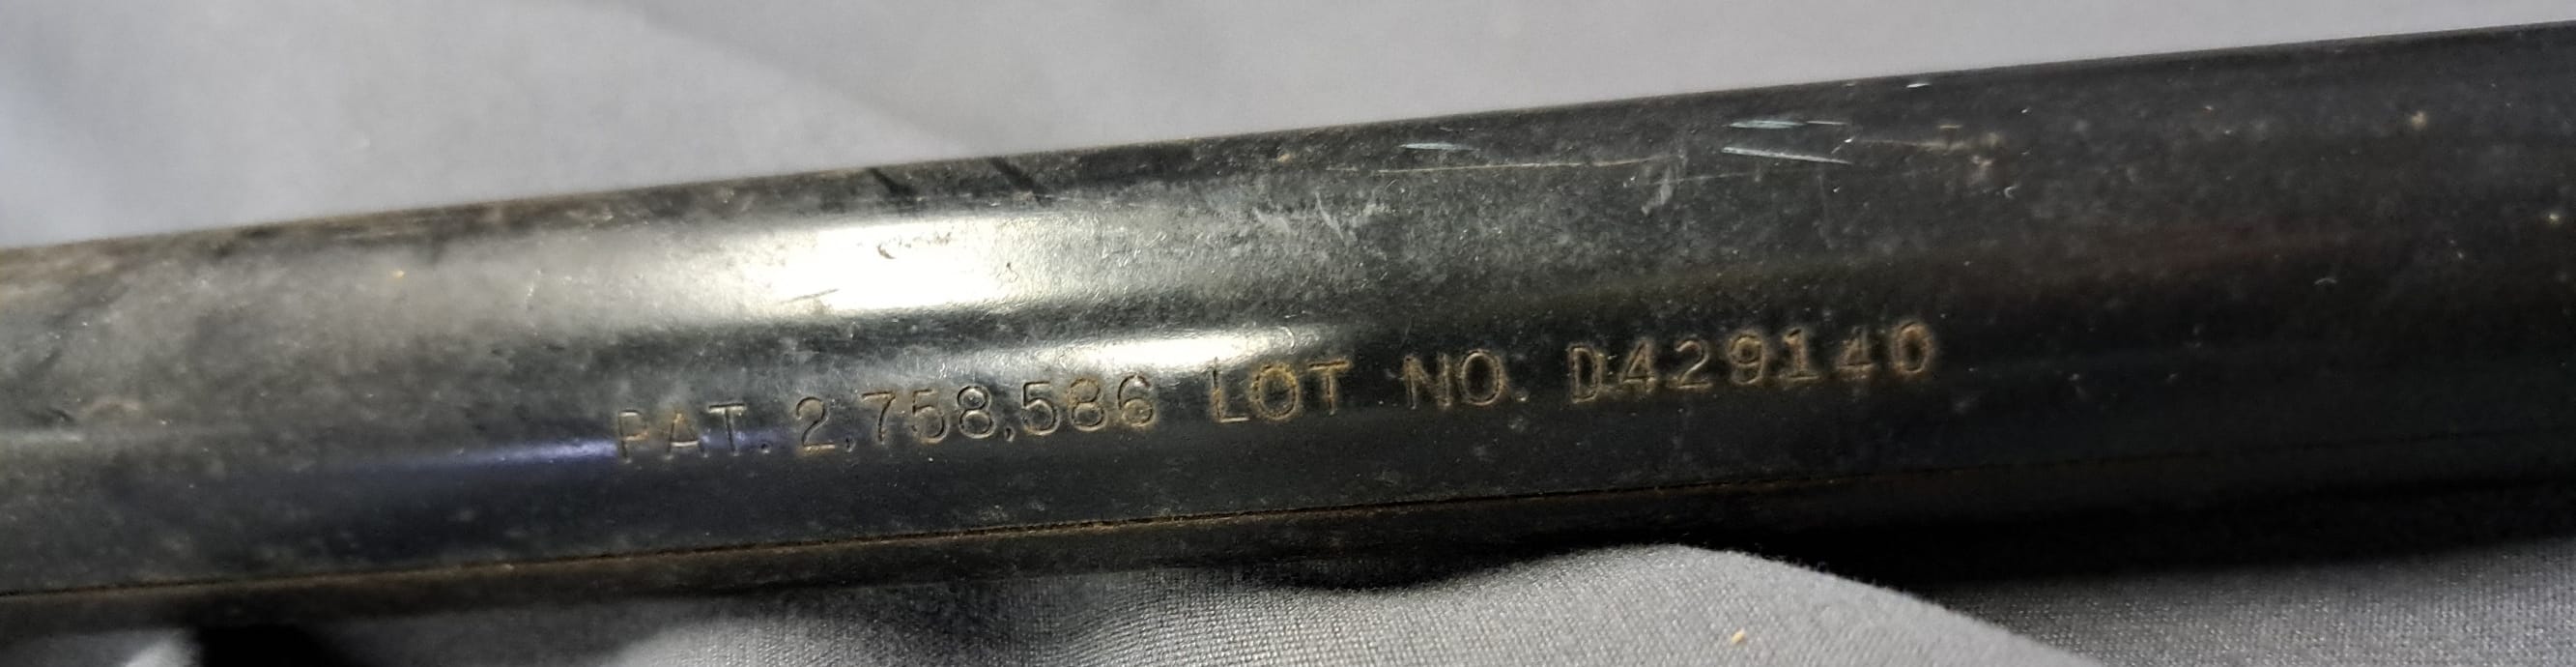 PAT. 2,758,586 LOT NO. D429140